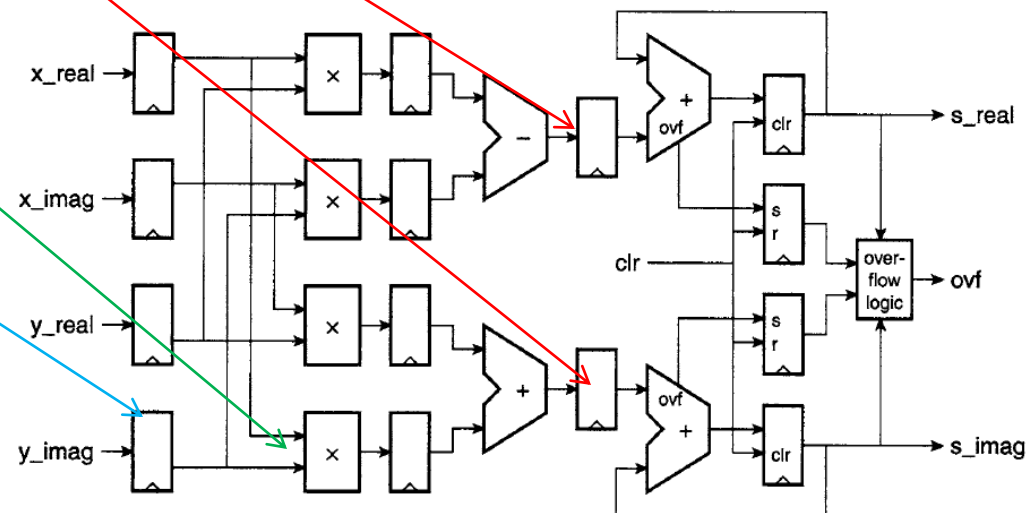 x_real
×
−
+
ovf
clr
s_real
x_imag
×
s
r
clr
over-
flow
logic
ovf
y_real
×
s
r
+
ovf
+
y_imag
×
clr
s_imag